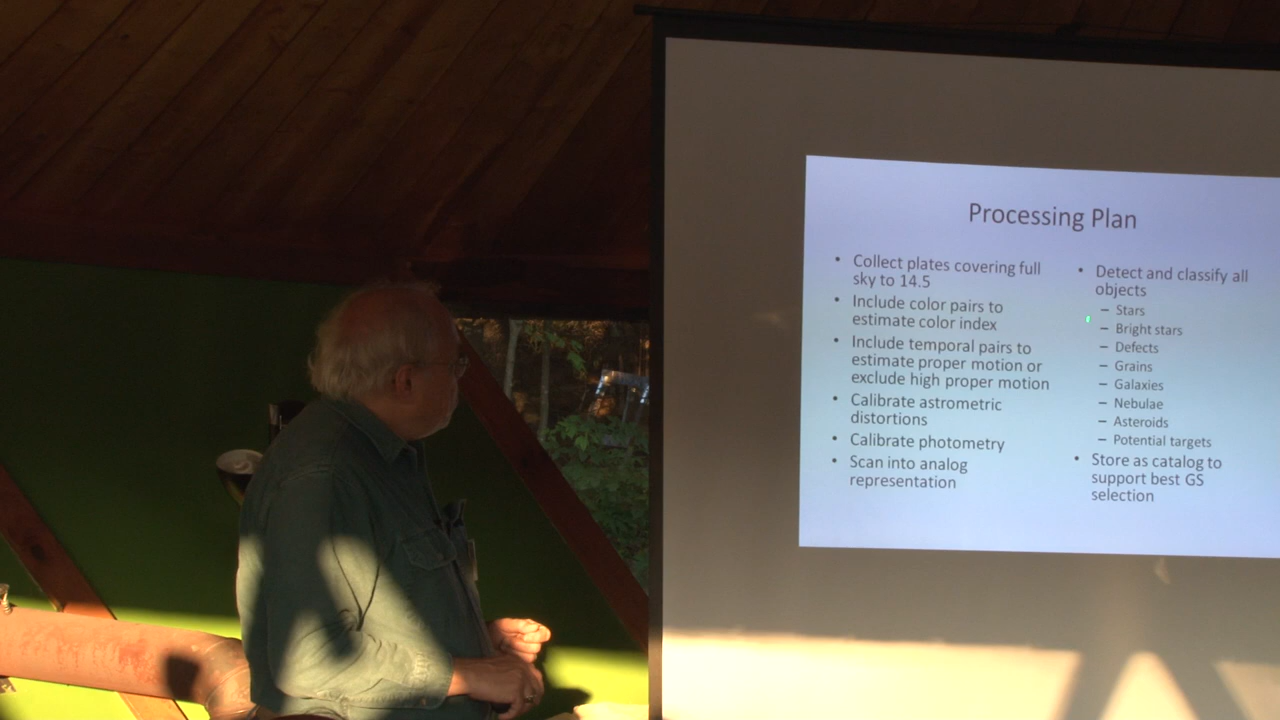 Processing Plan
• Collect plates covering full
sky to 14.5
• Include color pairs to
estimate color index
• Include temporal pairs to
estimate proper motion or
exclude high proper motion
• Calibrate astrometric
distortions
• Calibrate photometry
• Scan into analog
representation
• Detect and classify all
objects
– Stars
– Bright stars
– Defects
– Grains
– Galaxies
– Nebulae
– Asteroids
– Potential targets
• Store as catalog to
support best GS
selection